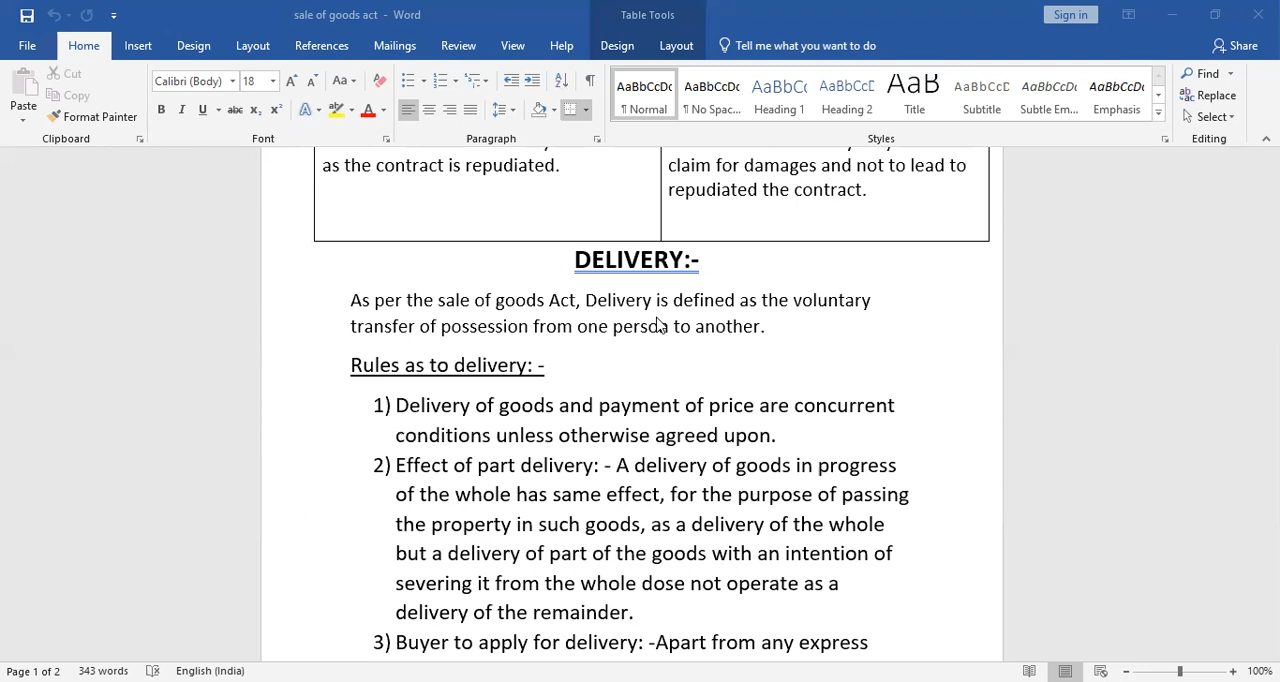 sale of goods act - Word
Table Tools
Sign in
File Home Insert Design Layout References Mailings Review View Help Design Layout Tell me what you want to do Share
Paste
Cut
Copy
Format Painter
Clipboard
Calibri (Body) 18
Font
Paragraph
AaBbCcDc AaBbCcDc AaBbCc AaBbCcD AaB AaBbCcD AaBbCcDc AaBbCcDc
¶ Normal ¶ No Spac... Heading 1 Heading 2 Title Subtitle Subtle Em... Emphasis
Styles
Find
Replace
Select
Editing
as the contract is repudiated.
claim for damages and not to lead to
repudiated the contract.
DELIVERY:-
As per the sale of goods Act, Delivery is defined as the voluntary
transfer of possession from one person to another.
Rules as to delivery: -
1) Delivery of goods and payment of price are concurrent
conditions unless otherwise agreed upon.
2) Effect of part delivery: - A delivery of goods in progress
of the whole has same effect, for the purpose of passing
the property in such goods, as a delivery of the whole
but a delivery of part of the goods with an intention of
severing it from the whole dose not operate as a
delivery of the remainder.
3) Buyer to apply for delivery: -Apart from any express
Page 1 of 2 343 words English (India) 100%